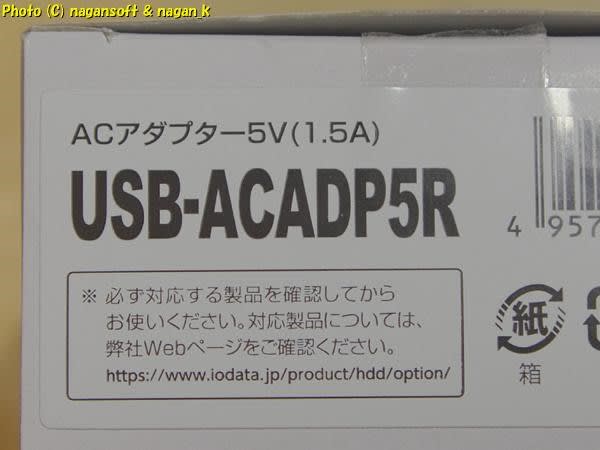 Photo (C) nagansoft & nagan_k
ACアダプター5V(1.5A)
USB-ACADP5R
4 957
※ 必ず対応する製品を確認してから
お使いください。対応製品については、
弊社Webページをご確認ください。
https://www.iodata.jp/product/hdd/option/
紙
箱